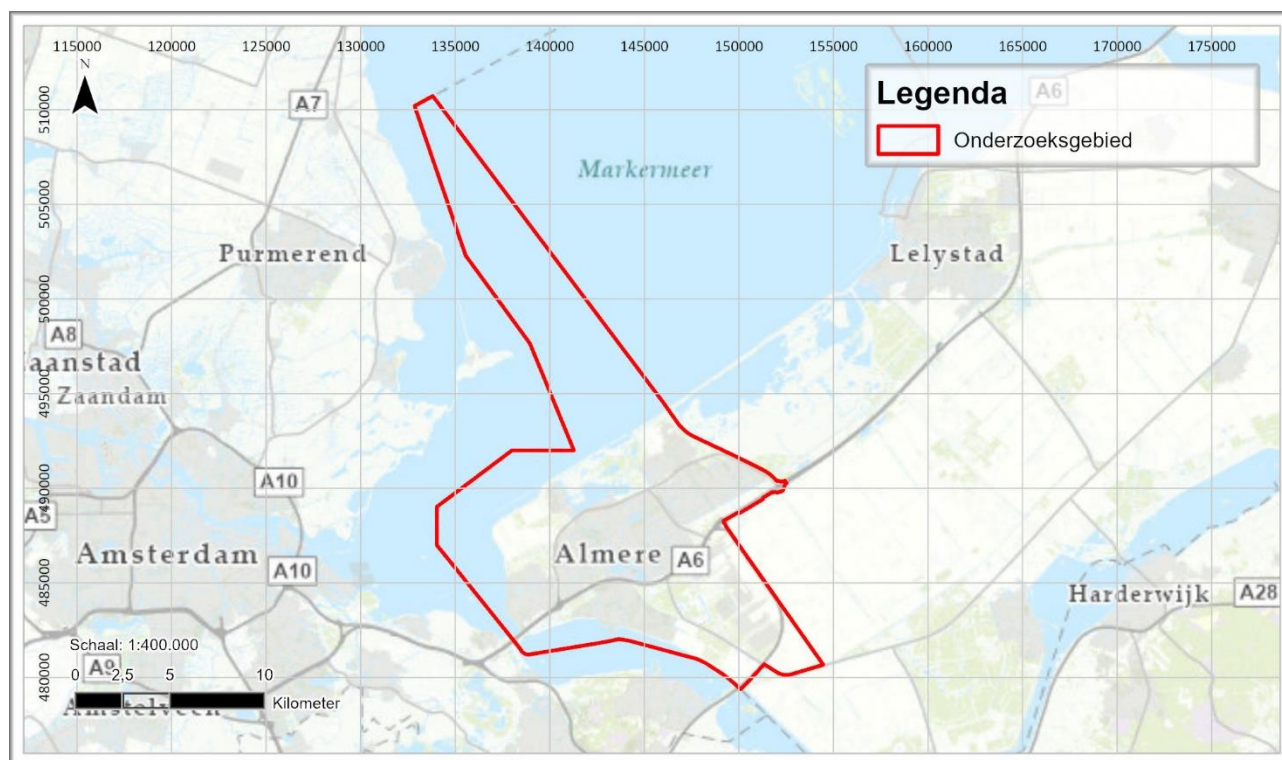 115000 120000 125000 130000 135000 140000 145000 150000 155000 160000 165000 170000 175000
N
Legenda
A6
Onderzoeksgebied
A7
510000
Markermeer
505000
Purmerend
Lelystad
500000
A8
aanstad
495000
Zaandam
A10
490000
A5
Amsterdam
Almere
A6
A10
485000
Harderwijk
A28
Schaal: 1:400.000
A9
480000
0 2,5 5 10
Kilometer
Amstelveen